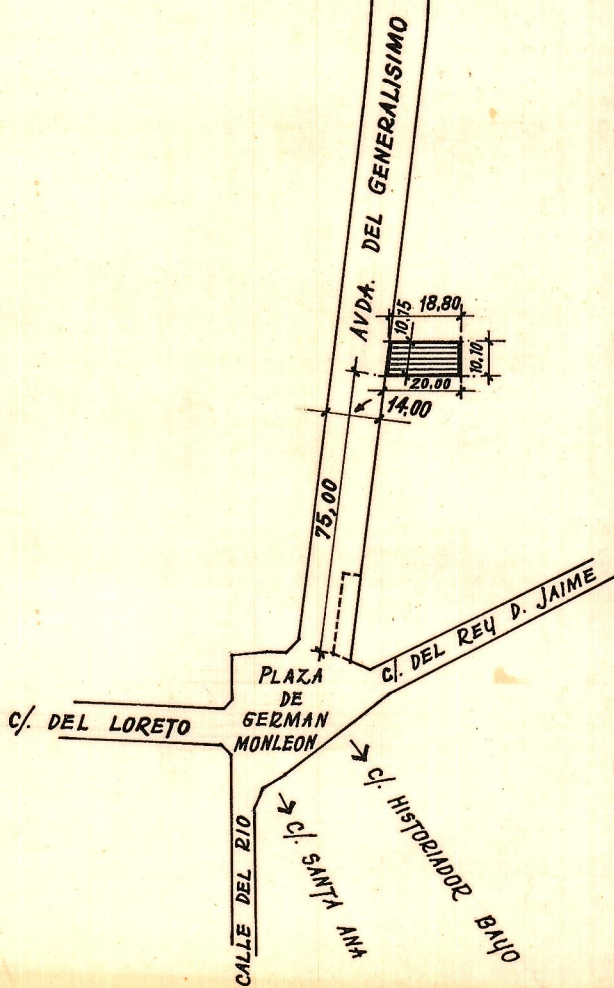 AVDA. DEL GENERALISIMO
10,15
18,80
10,10
20,00
14,00
75,00
C/. DEL REY D. JAIME
PLAZA
DE
GERMAN
MONLEON
C/. DEL LORETO
C/. HISTORIADOR BAYO
C/. SANTA ANA
CALLE DEL RIO